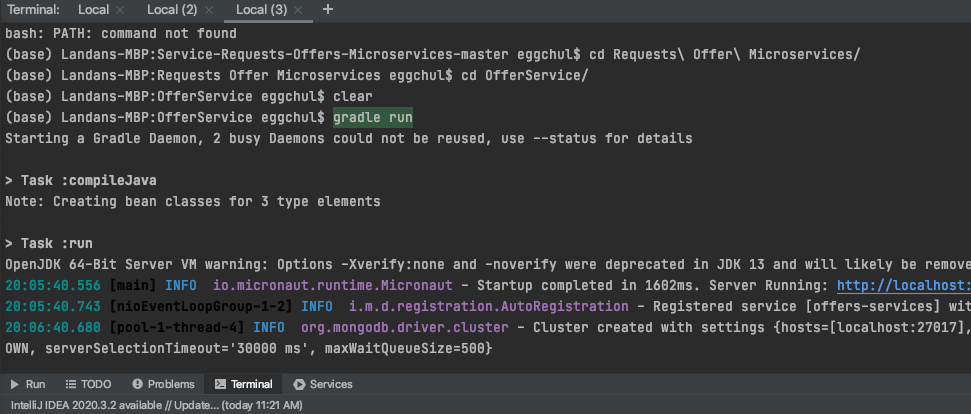 Terminal: Local × Local (2) × Local (3) × +
bash: PATH: command not found
(base) Landans-MBP:Service-Requests-Offers-Microservices-master eggchul$ cd Requests\ Offer\ Microservices/
(base) Landans-MBP:Requests Offer Microservices eggchul$ cd OfferService/
(base) Landans-MBP:OfferService eggchul$ clear
(base) Landans-MBP:OfferService eggchul$ gradle run
Starting a Gradle Daemon, 2 busy Daemons could not be reused, use --status for details
> Task :compileJava
Note: Creating bean classes for 3 type elements
> Task :run
OpenJDK 64-Bit Server VM warning: Options -Xverify:none and -noverify were deprecated in JDK 13 and will likely be remove
20:05:40.556 [main] INFO  io.micronaut.runtime.Micronaut - Startup completed in 1602ms. Server Running: http://localhost:
20:05:40.743 [nioEventLoopGroup-1-2] INFO  i.m.d.registration.AutoRegistration - Registered service [offers-services] wit
20:06:40.680 [pool-1-thread-4] INFO  org.mongodb.driver.cluster - Cluster created with settings {hosts=[localhost:27017],
OWN, serverSelectionTimeout='30000 ms', maxWaitQueueSize=500}
Run TODO Problems Terminal Services
IntelliJ IDEA 2020.3.2 available // Update... (today 11:21 AM)